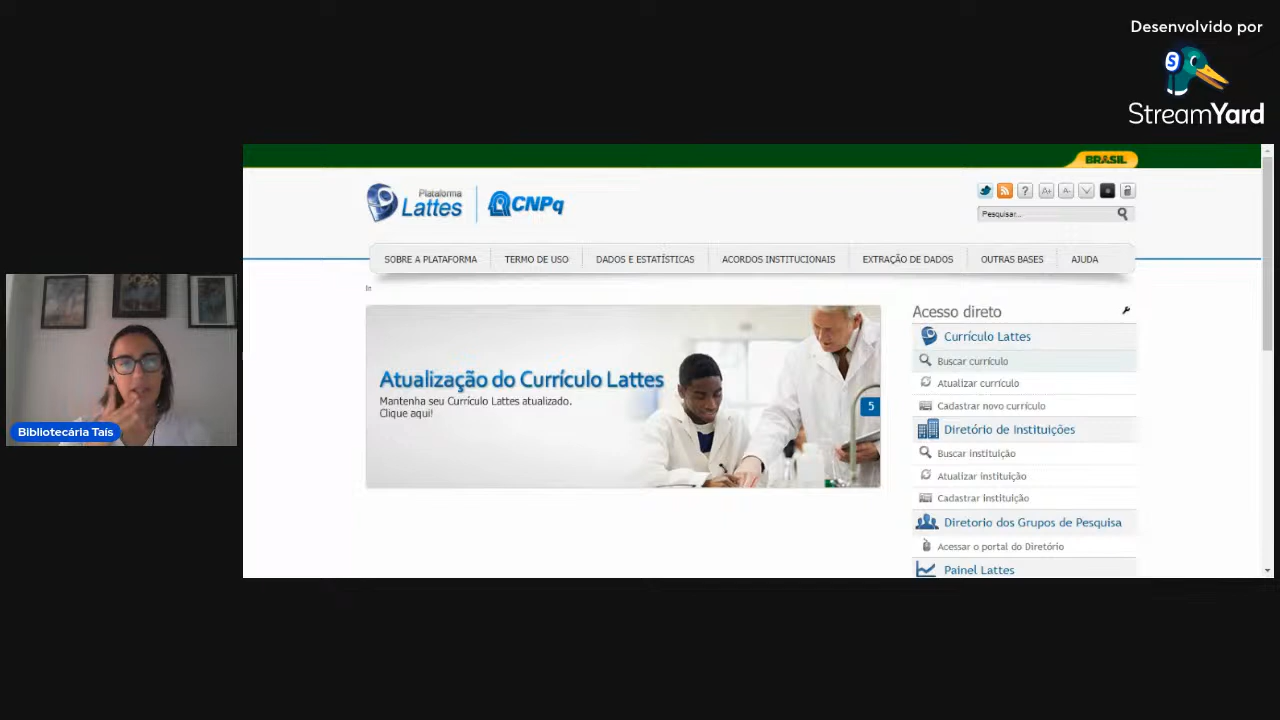 Desenvolvido por
StreamYard
BRASIL
Plataforma
Lattes
CNPq
A+
A-
Pesquisar...
SOBRE A PLATAFORMA
TERMO DE USO
DADOS E ESTATÍSTICAS
ACORDOS INSTITUCIONAIS
EXTRAÇÃO DE DADOS
OUTRAS BASES
AJUDA
Atualização do Currículo Lattes
Mantenha seu Currículo Lattes atualizado.
Clique aqui!
5
Acesso direto
Currículo Lattes
Buscar currículo
Atualizar currículo
Cadastrar novo currículo
Diretório de Instituições
Buscar instituição
Atualizar instituição
Cadastrar instituição
Diretorio dos Grupos de Pesquisa
Acessar o portal do Diretório
Painel Lattes
Bibliotecária Taís